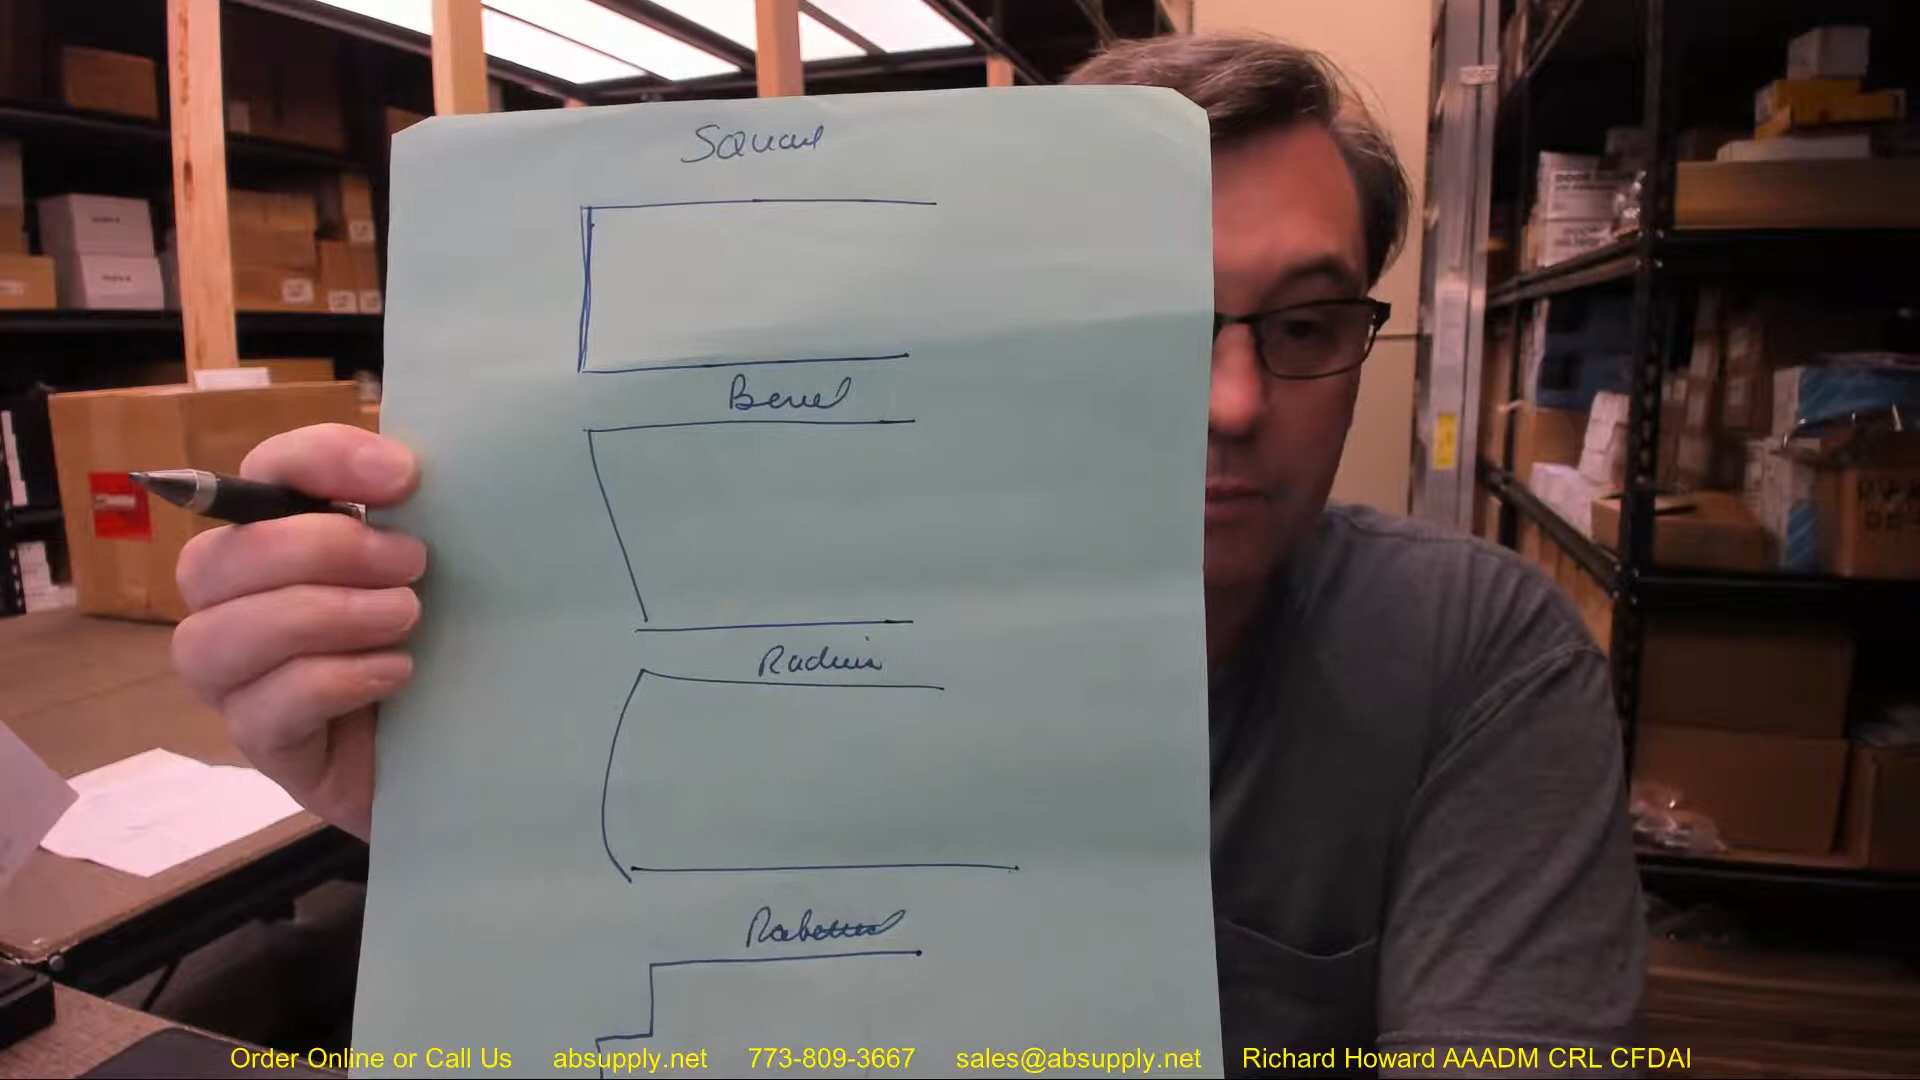 Square
Bevel
Radius
Rabetted
Order Online or Call Us absupply.net 773-809-3667 sales@absupply.net Richard Howard AAADM CRL CFDAI